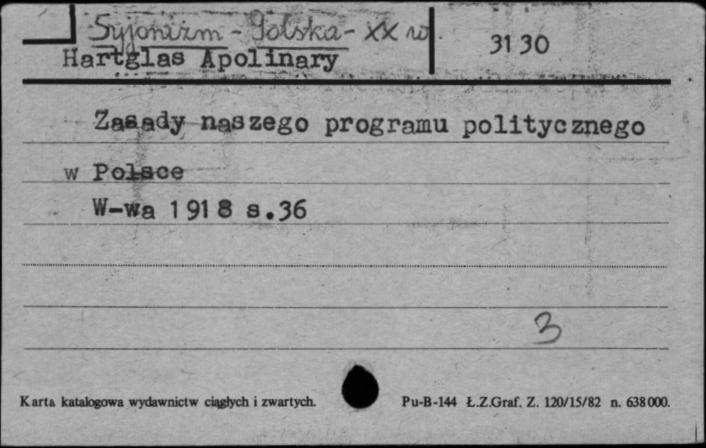 Syjonizm - Polska - XX w.
3130
Hartglas Apolinary
Zasady naszego programu politycznego
w Polsce
W-wa 1918 s.36
3
Karta katalogowa wydawnictw ciągłych i zwartych.
Pu-B-144 Ł.Z.Graf. Z. 120/15/82 n. 638000.